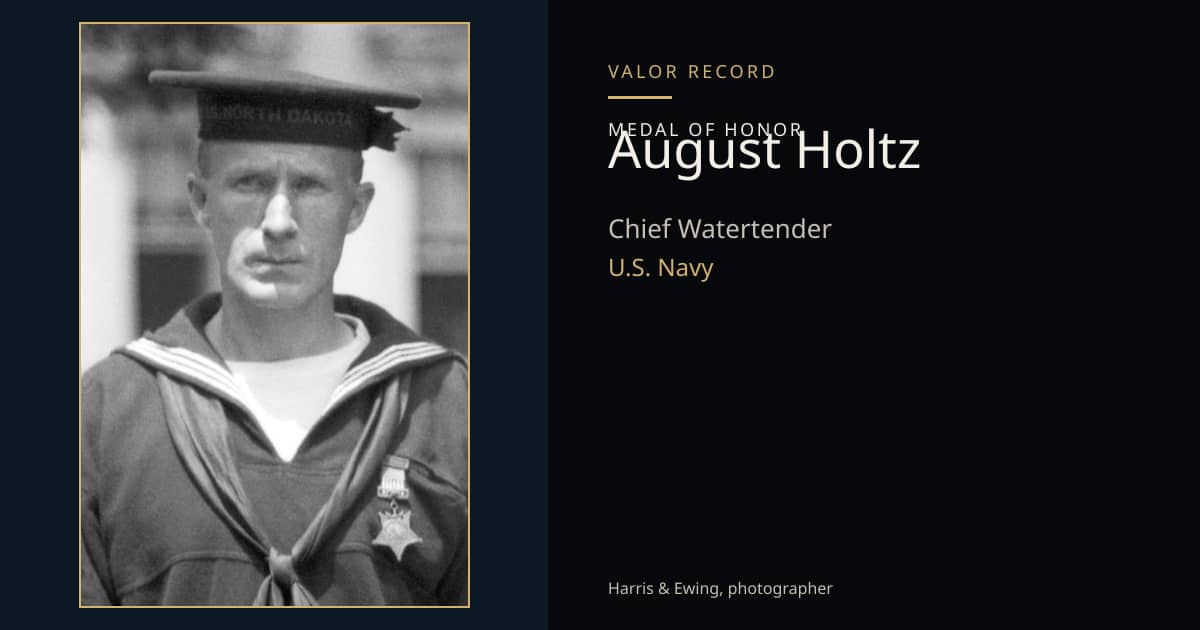 NORTH DAKOTA
VALOR RECORD
MEDAL OF HONOR
August Holtz
Chief Watertender
U.S. Navy
Harris & Ewing, photographer